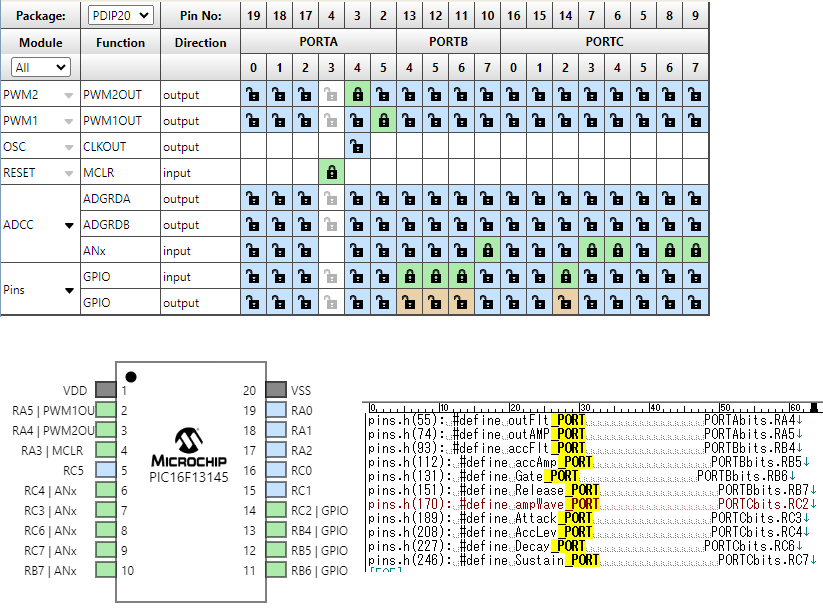 Package: PDIP20 Pin No: 19 18 17 4 3 2 13 12 11 10 16 15 14 7 6 5 8 9
Module Function Direction PORTA PORTB PORTC
All 0 1 2 3 4 5 4 5 6 7 0 1 2 3 4 5 6 7
PWM2 PWM2OUT output
PWM1 PWM1OUT output
OSC CLKOUT output
RESET MCLR input
ADCC ADGRDA output
ADGRDB output
ANx input
Pins GPIO input
GPIO output
VDD 1 20 VSS
RA5 | PWM1OU 2 19 RA0
RA4 | PWM2OU 3 18 RA1
RA3 | MCLR 4 17 RA2
RC5 5 16 RC0
RC4 | ANx 6 15 RC1
RC3 | ANx 7 14 RC2 | GPIO
RC6 | ANx 8 13 RB4 | GPIO
RC7 | ANx 9 12 RB5 | GPIO
RB7 | ANx 10 11 RB6 | GPIO
MICROCHIP
PIC16F13145
0 10 20 30 40 50 60
pins.h(55): #define outFlt_PORT PORTAbits.RA4↓
pins.h(74): #define outAMP_PORT PORTAbits.RA5↓
pins.h(93): #define accFlt_PORT PORTBbits.RB4↓
pins.h(112): #define accAmp_PORT PORTBbits.RB5↓
pins.h(131): #define Gate_PORT PORTBbits.RB6↓
pins.h(151): #define Release_PORT PORTBbits.RB7↓
pins.h(170): #define ampWave_PORT PORTCbits.RC2↓
pins.h(189): #define Attack_PORT PORTCbits.RC3↓
pins.h(208): #define AccLev_PORT PORTCbits.RC4↓
pins.h(227): #define Decay_PORT PORTCbits.RC6↓
pins.h(246): #define Sustain_PORT PORTCbits.RC7↓